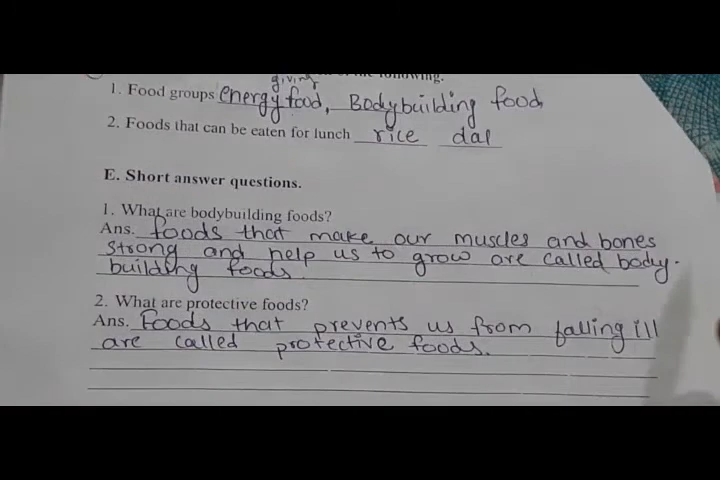 giving
of the following.
1. Food groups energy food, Bodybuilding food
2. Foods that can be eaten for lunch rice dal
E. Short answer questions.
1. What are bodybuilding foods?
Ans. foods that make our muscles and bones
strong and help us to grow are called body-
building foods.
2. What are protective foods?
Ans. Foods that prevents us from falling ill
are called protective foods.